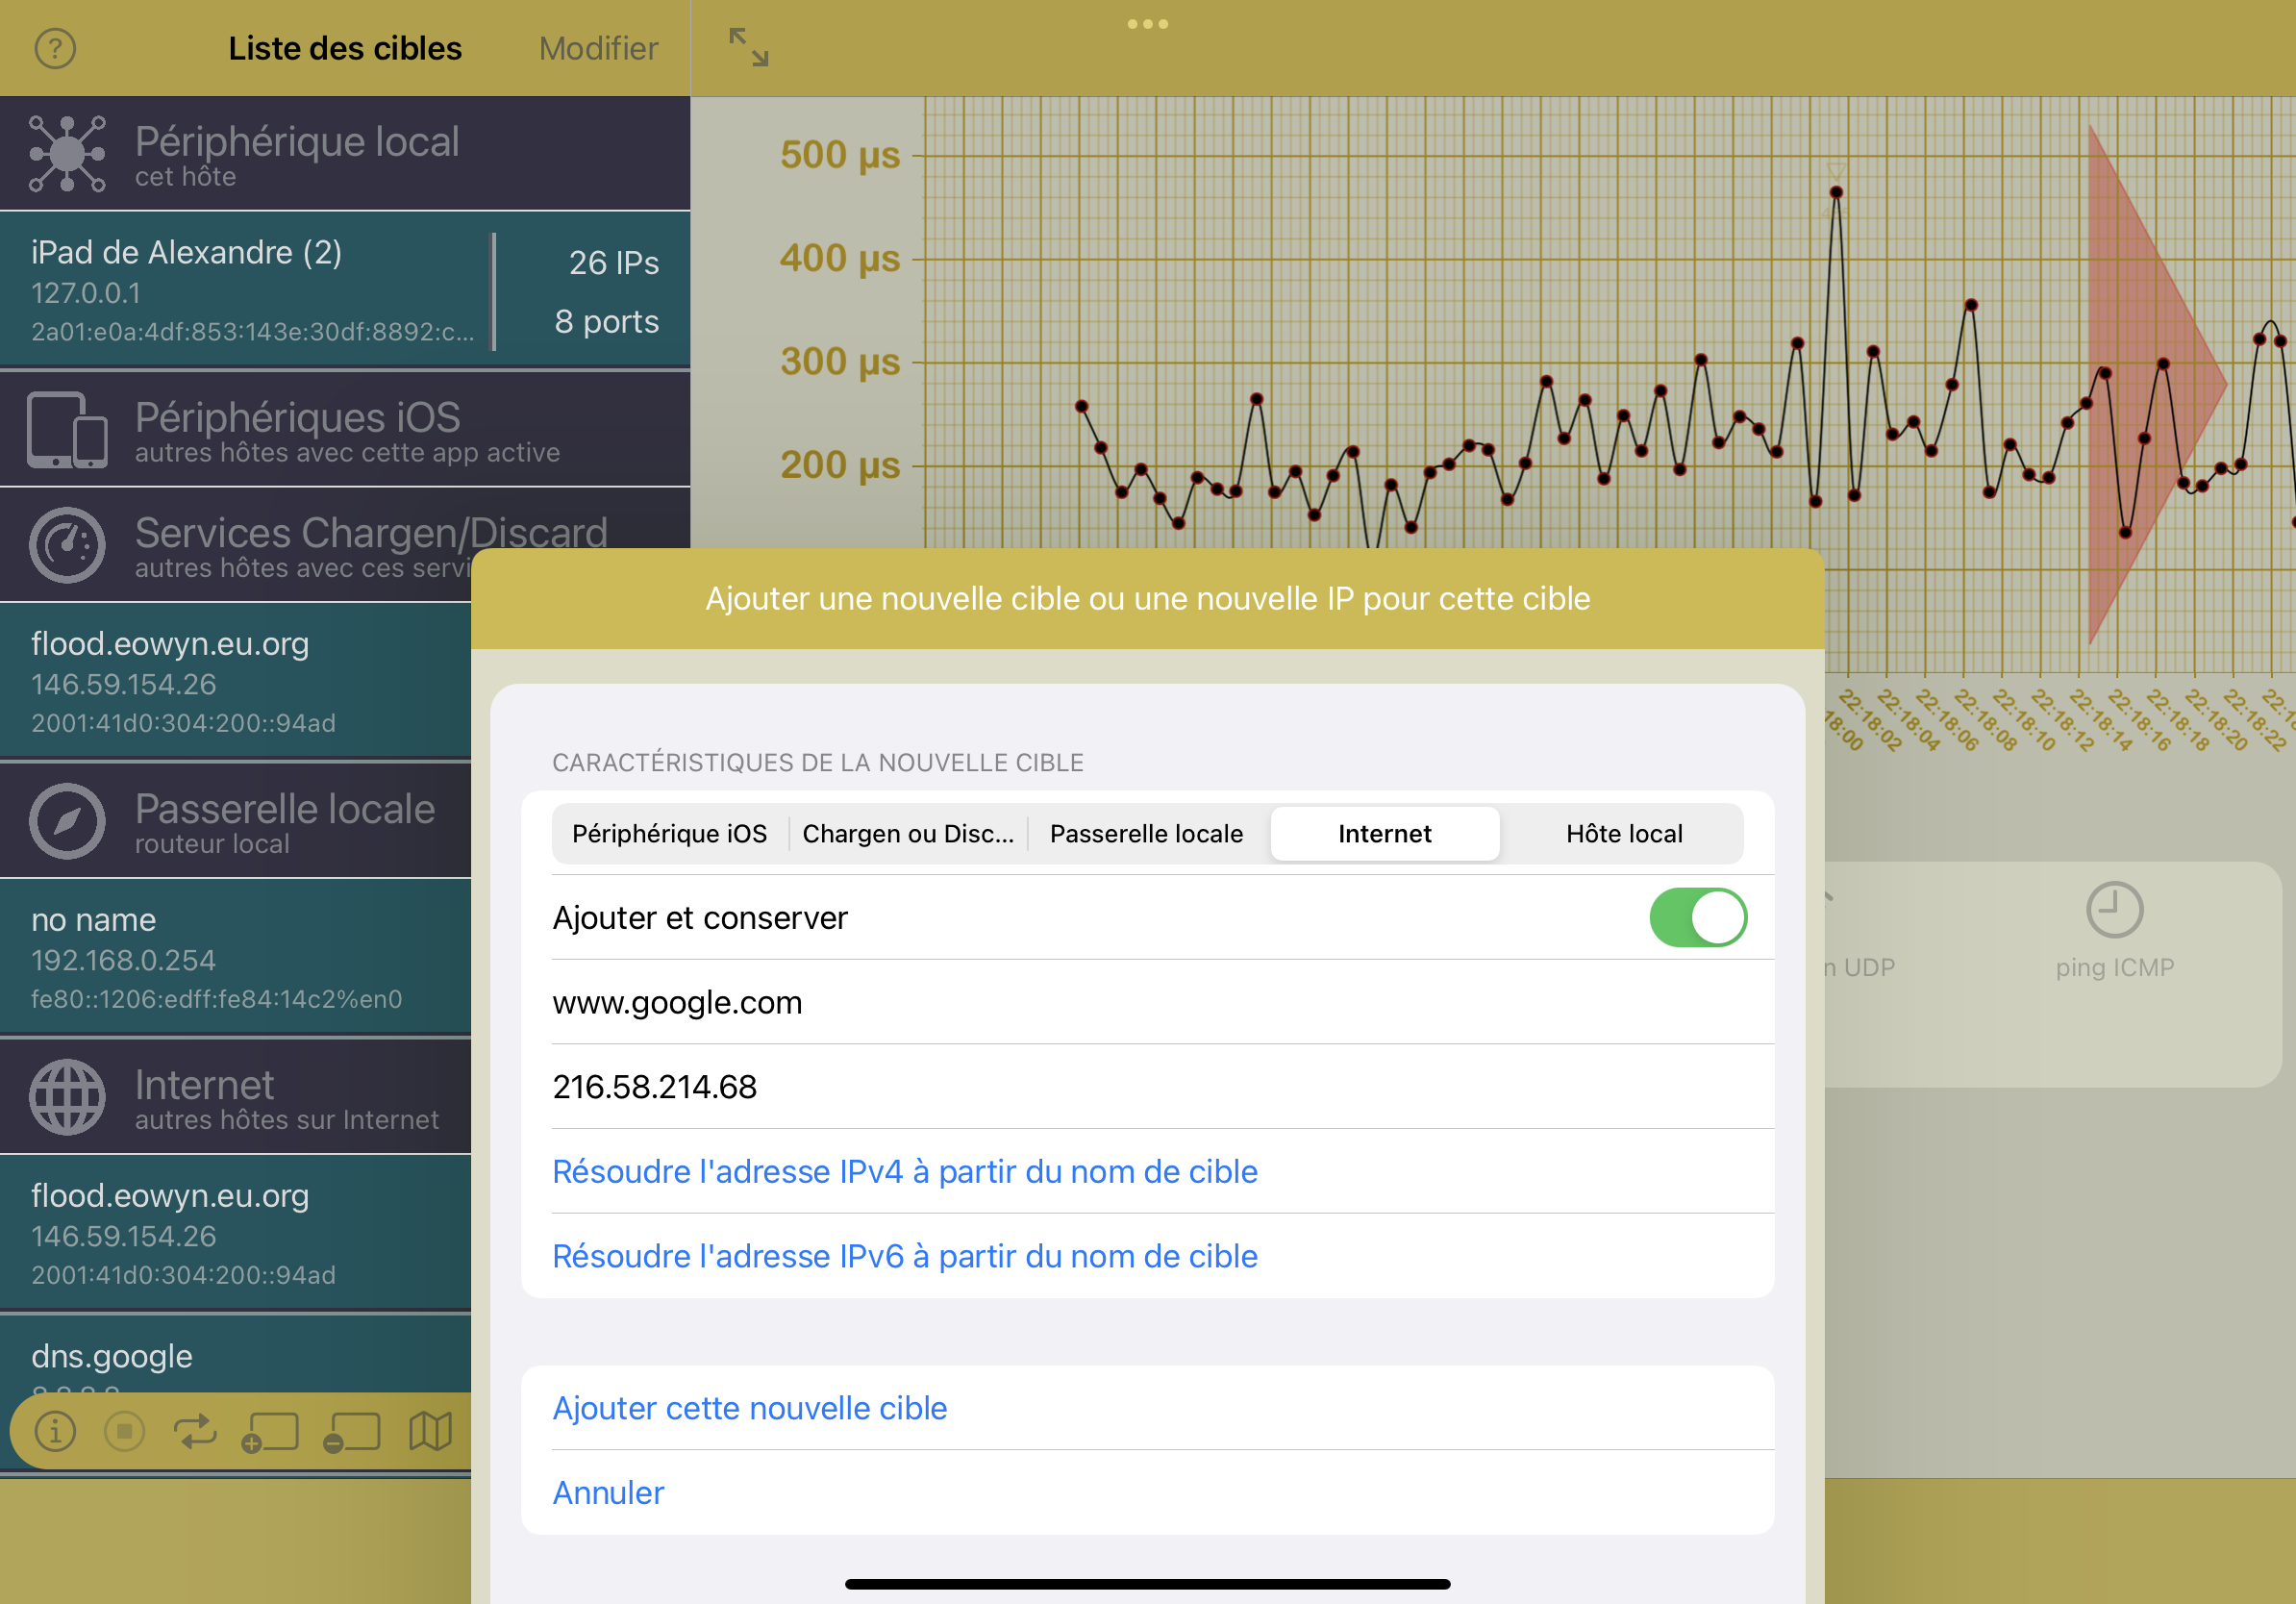 Liste des cibles
Modifier
Périphérique local
cet hôte
iPad de Alexandre (2)
127.0.0.1
2a01:e0a:4df:853:143e:30df:8892:c...
26 IPs
8 ports
Périphériques iOS
autres hôtes avec cette app active
Services Chargen/Discard
autres hôtes avec ces servi
flood.eowyn.eu.org
146.59.154.26
2001:41d0:304:200::94ad
Passerelle locale
routeur local
no name
192.168.0.254
fe80::1206:edff:fe84:14c2%en0
Internet
autres hôtes sur Internet
flood.eowyn.eu.org
146.59.154.26
2001:41d0:304:200::94ad
dns.google
500 µs
400 µs
300 µs
200 µs
18:00
22:18:02
22:18:04
22:18:06
22:18:08
22:18:10
22:18:12
22:18:14
22:18:16
22:18:18
22:18:20
22:18:22
n UDP
ping ICMP
Ajouter une nouvelle cible ou une nouvelle IP pour cette cible
CARACTÉRISTIQUES DE LA NOUVELLE CIBLE
Périphérique iOS
Chargen ou Disc...
Passerelle locale
Internet
Hôte local
Ajouter et conserver
www.google.com
216.58.214.68
Résoudre l'adresse IPv4 à partir du nom de cible
Résoudre l'adresse IPv6 à partir du nom de cible
Ajouter cette nouvelle cible
Annuler